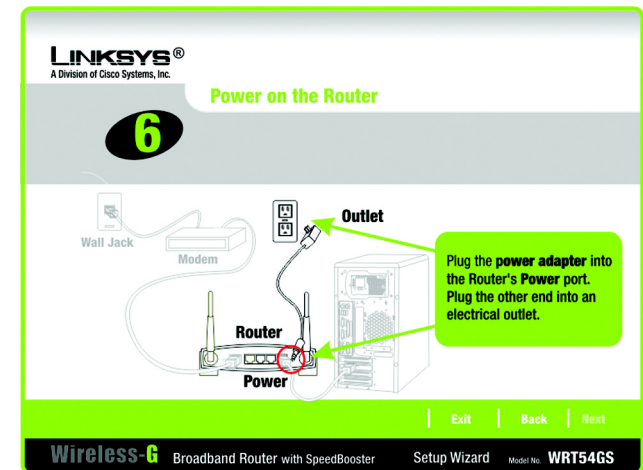 LINKSYS®
A Division of Cisco Systems, Inc.
Power on the Router
6
Outlet
Wall Jack
Modem
Plug the power adapter into
the Router's Power port.
Plug the other end into an
electrical outlet.
Router
Power
Exit Back Next
Wireless-G Broadband Router with SpeedBooster Setup Wizard Model No. WRT54GS